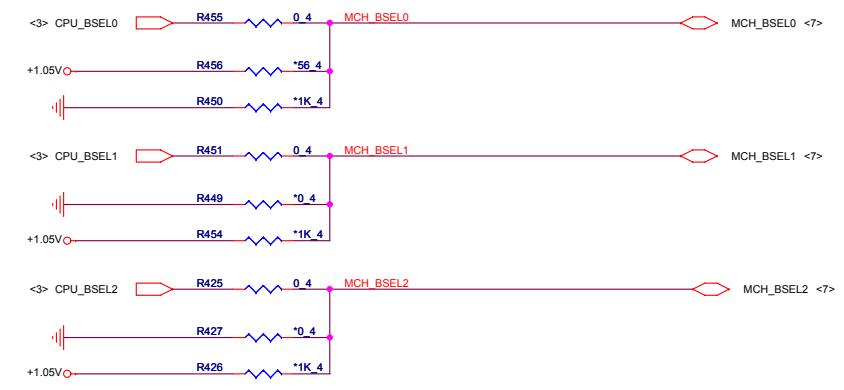 <3> CPU_BSEL0 R455 0_4 MCH_BSEL0 MCH_BSEL0 <7>
+1.05V R456 *56_4
R450 *1K_4
<3> CPU_BSEL1 R451 0_4 MCH_BSEL1 MCH_BSEL1 <7>
R449 *0_4
+1.05V R454 *1K_4
<3> CPU_BSEL2 R425 0_4 MCH_BSEL2 MCH_BSEL2 <7>
R427 *0_4
+1.05V R426 *1K_4